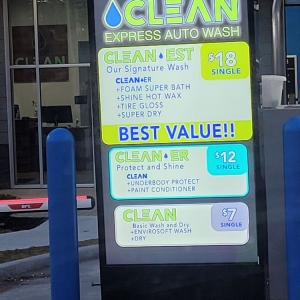 CLEAN
EXPRESS AUTO WASH
CLEAN EST
Our Signature Wash
$18
SINGLE
CLEAN ER
+FOAM SUPER BATH
+SHINE HOT WAX
+TIRE GLOSS
+SUPER DRY
BEST VALUE!!
CLEAN ER
Protect and Shine
$12
SINGLE
CLEAN
+UNDERBODY PROTECT
+PAINT CONDITIONER
CLEAN
Basic Wash and Dry
$7
SINGLE
+ENVIROSOFT WASH
+DRY